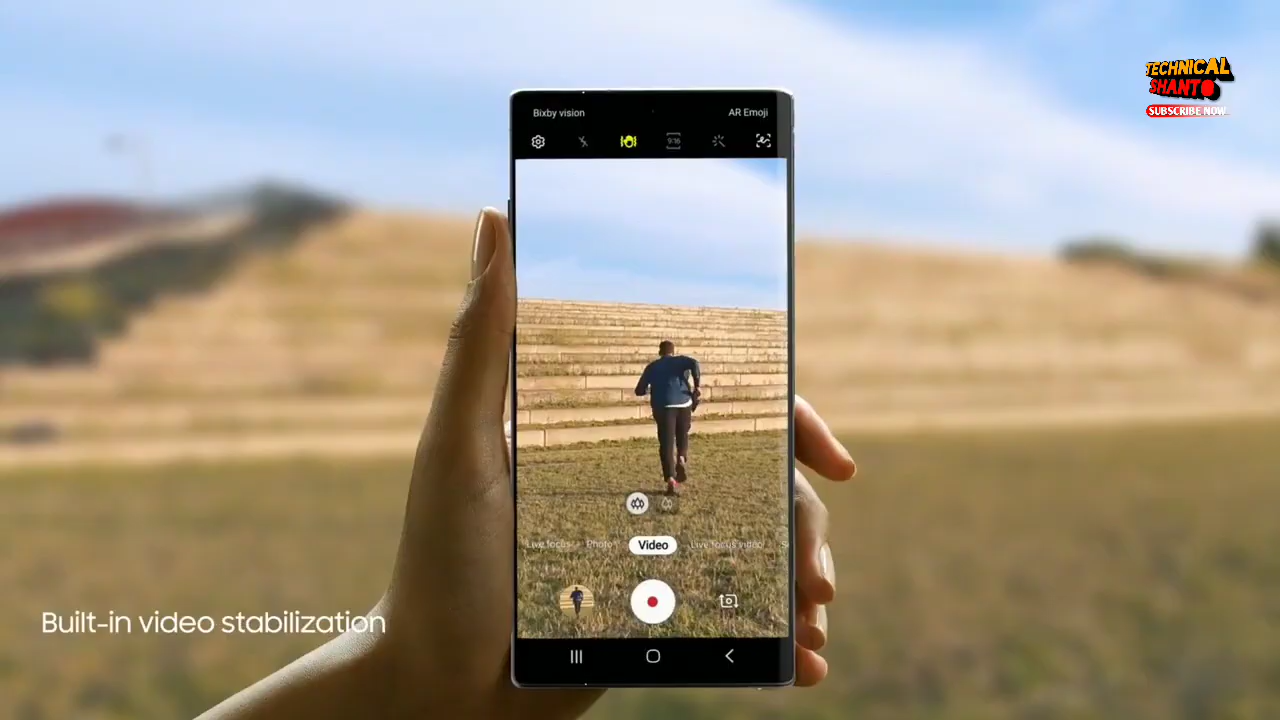 TECHNICAL
SHANTO
SUBSCRIBE NOW
Bixby vision
AR Emoji
9:16
Live focus
Photo
Video
Live focus video
Built-in video stabilization